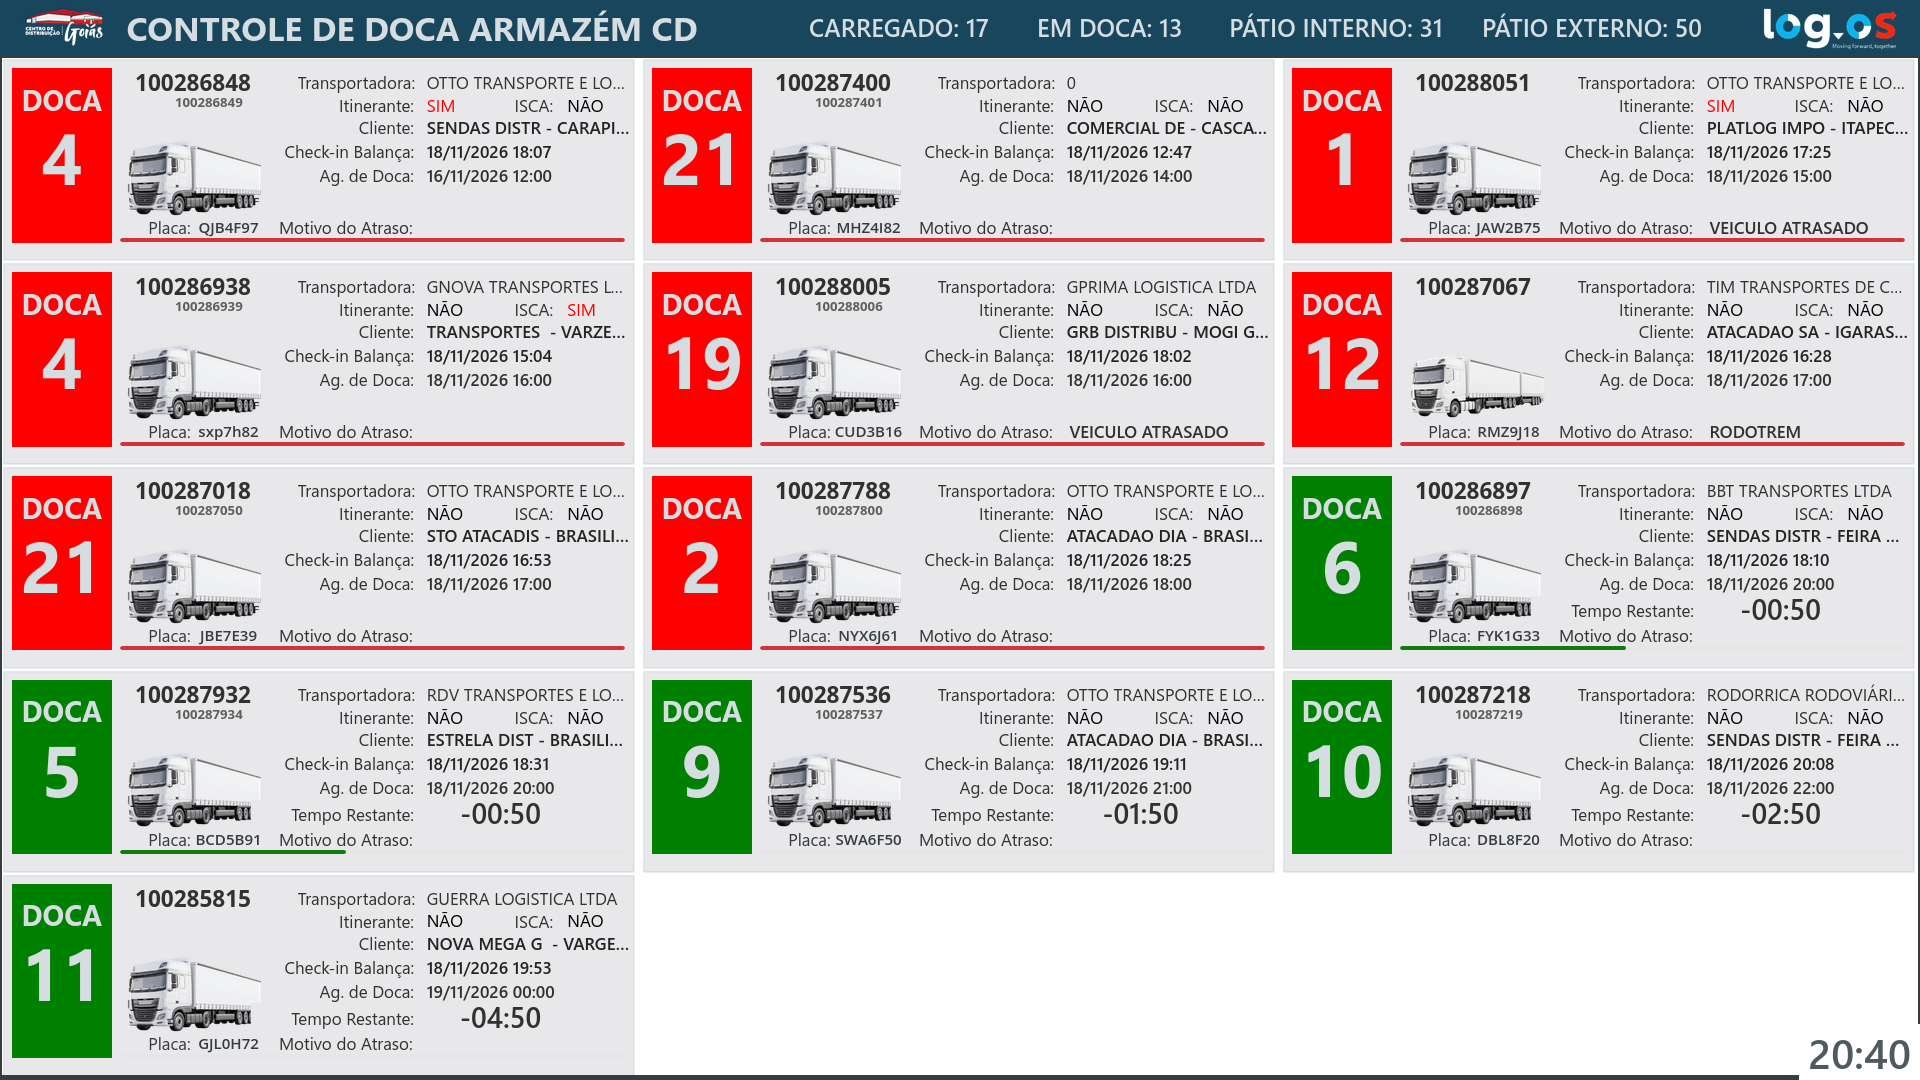 CENTRO DE DISTRIBUIÇÃO Goiás
CONTROLE DE DOCA ARMAZÉM CD
CARREGADO: 17
EM DOCA: 13
PÁTIO INTERNO: 31
PÁTIO EXTERNO: 50
log.os
Moving forward, together
DOCA
4
100286848
100286849
Transportadora: OTTO TRANSPORTE E LO...
Itinerante: SIM ISCA: NÃO
Cliente: SENDAS DISTR - CARAPI...
Check-in Balança: 18/11/2026 18:07
Ag. de Doca: 16/11/2026 12:00
Placa: QJB4F97 Motivo do Atraso:
DOCA
21
100287400
100287401
Transportadora: 0
Itinerante: NÃO ISCA: NÃO
Cliente: COMERCIAL DE - CASCA...
Check-in Balança: 18/11/2026 12:47
Ag. de Doca: 18/11/2026 14:00
Placa: MHZ4I82 Motivo do Atraso:
DOCA
1
100288051
Transportadora: OTTO TRANSPORTE E LO...
Itinerante: SIM ISCA: NÃO
Cliente: PLATLOG IMPO - ITAPEC...
Check-in Balança: 18/11/2026 17:25
Ag. de Doca: 18/11/2026 15:00
Placa: JAW2B75 Motivo do Atraso: VEICULO ATRASADO
DOCA
4
100286938
100286939
Transportadora: GNOVA TRANSPORTES L...
Itinerante: NÃO ISCA: SIM
Cliente: TRANSPORTES - VARZE...
Check-in Balança: 18/11/2026 15:04
Ag. de Doca: 18/11/2026 16:00
Placa: sxp7h82 Motivo do Atraso:
DOCA
19
100288005
100288006
Transportadora: GPRIMA LOGISTICA LTDA
Itinerante: NÃO ISCA: NÃO
Cliente: GRB DISTRIBU - MOGI G...
Check-in Balança: 18/11/2026 18:02
Ag. de Doca: 18/11/2026 16:00
Placa: CUD3B16 Motivo do Atraso: VEICULO ATRASADO
DOCA
12
100287067
Transportadora: TIM TRANSPORTES DE C...
Itinerante: NÃO ISCA: NÃO
Cliente: ATACADAO SA - IGARAS...
Check-in Balança: 18/11/2026 16:28
Ag. de Doca: 18/11/2026 17:00
Placa: RMZ9J18 Motivo do Atraso: RODOTREM
DOCA
21
100287018
100287050
Transportadora: OTTO TRANSPORTE E LO...
Itinerante: NÃO ISCA: NÃO
Cliente: STO ATACADIS - BRASILI...
Check-in Balança: 18/11/2026 16:53
Ag. de Doca: 18/11/2026 17:00
Placa: JBE7E39 Motivo do Atraso:
DOCA
2
100287788
100287800
Transportadora: OTTO TRANSPORTE E LO...
Itinerante: NÃO ISCA: NÃO
Cliente: ATACADAO DIA - BRASI...
Check-in Balança: 18/11/2026 18:25
Ag. de Doca: 18/11/2026 18:00
Placa: NYX6J61 Motivo do Atraso:
DOCA
6
100286897
100286898
Transportadora: BBT TRANSPORTES LTDA
Itinerante: NÃO ISCA: NÃO
Cliente: SENDAS DISTR - FEIRA ...
Check-in Balança: 18/11/2026 18:10
Ag. de Doca: 18/11/2026 20:00
Tempo Restante: -00:50
Placa: FYK1G33 Motivo do Atraso:
DOCA
5
100287932
100287934
Transportadora: RDV TRANSPORTES E LO...
Itinerante: NÃO ISCA: NÃO
Cliente: ESTRELA DIST - BRASILI...
Check-in Balança: 18/11/2026 18:31
Ag. de Doca: 18/11/2026 20:00
Tempo Restante: -00:50
Placa: BCD5B91 Motivo do Atraso:
DOCA
9
100287536
100287537
Transportadora: OTTO TRANSPORTE E LO...
Itinerante: NÃO ISCA: NÃO
Cliente: ATACADAO DIA - BRASI...
Check-in Balança: 18/11/2026 19:11
Ag. de Doca: 18/11/2026 21:00
Tempo Restante: -01:50
Placa: SWA6F50 Motivo do Atraso:
DOCA
10
100287218
100287219
Transportadora: RODORRICA RODOVIÁRI...
Itinerante: NÃO ISCA: NÃO
Cliente: SENDAS DISTR - FEIRA ...
Check-in Balança: 18/11/2026 20:08
Ag. de Doca: 18/11/2026 22:00
Tempo Restante: -02:50
Placa: DBL8F20 Motivo do Atraso:
DOCA
11
100285815
Transportadora: GUERRA LOGISTICA LTDA
Itinerante: NÃO ISCA: NÃO
Cliente: NOVA MEGA G - VARGE...
Check-in Balança: 18/11/2026 19:53
Ag. de Doca: 19/11/2026 00:00
Tempo Restante: -04:50
Placa: GJL0H72 Motivo do Atraso:
20:40